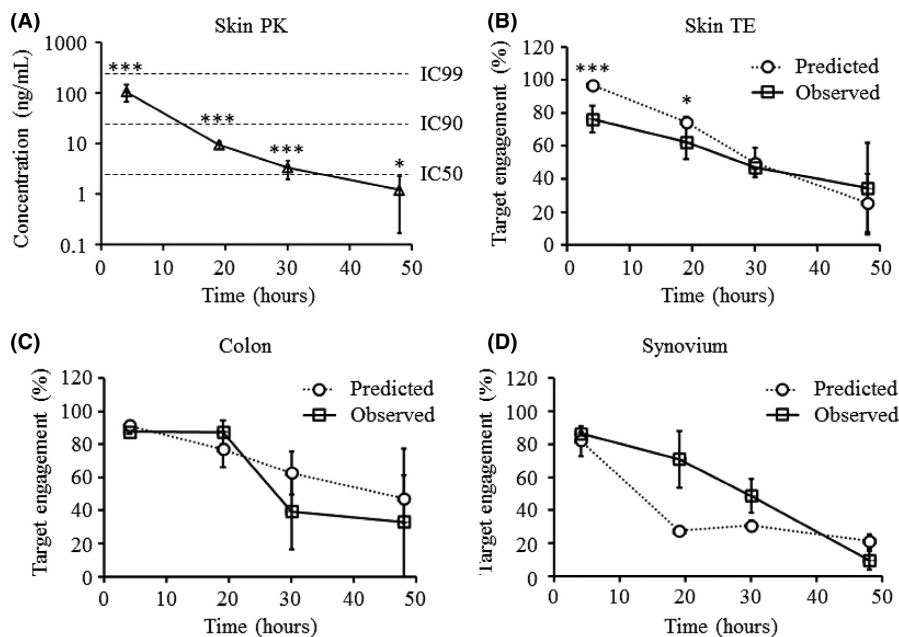 (A)
Skin PK
Concentration (ng/mL)
1000
100
10
1
0.1
***
***
***
*
IC99
IC90
IC50
0 10 20 30 40 50
Time (hours)
(B)
Skin TE
Target engagement (%)
120
100
80
60
40
20
0
***
*
Predicted
Observed
0 10 20 30 40 50
Time (hours)
(C)
Colon
Target engagement (%)
120
100
80
60
40
20
0
Predicted
Observed
0 10 20 30 40 50
Time (hours)
(D)
Synovium
Target engagement (%)
120
100
80
60
40
20
0
Predicted
Observed
0 10 20 30 40 50
Time (hours)